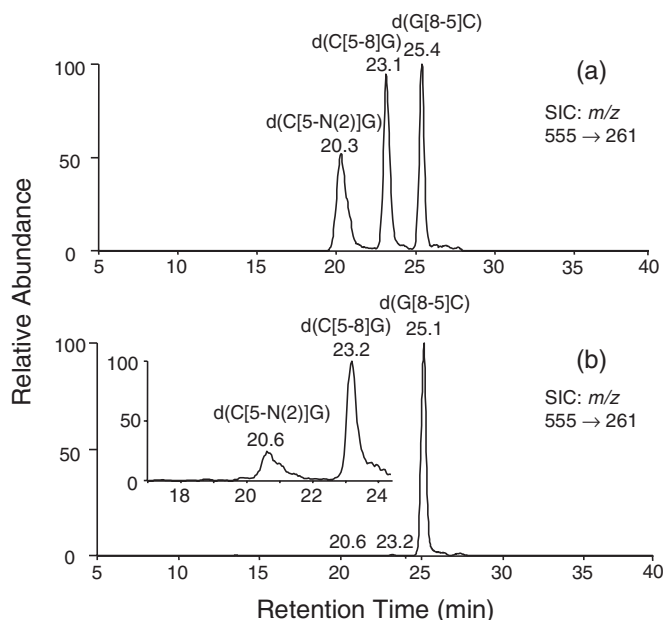 d(C[5-8]G)
d(G[8-5]C)
23.1
25.4
d(C[5-N(2)]G)
20.3
(a)
SIC: m/z
555 → 261
100
50
0
5 10 15 20 25 30 35 40
Relative Abundance
d(C[5-8]G)
d(G[8-5]C)
23.2
25.1
d(C[5-N(2)]G)
20.6
(b)
SIC: m/z
555 → 261
100
50
0
18 20 22 24
100
50
0
20.6 23.2
5 10 15 20 25 30 35 40
Retention Time (min)